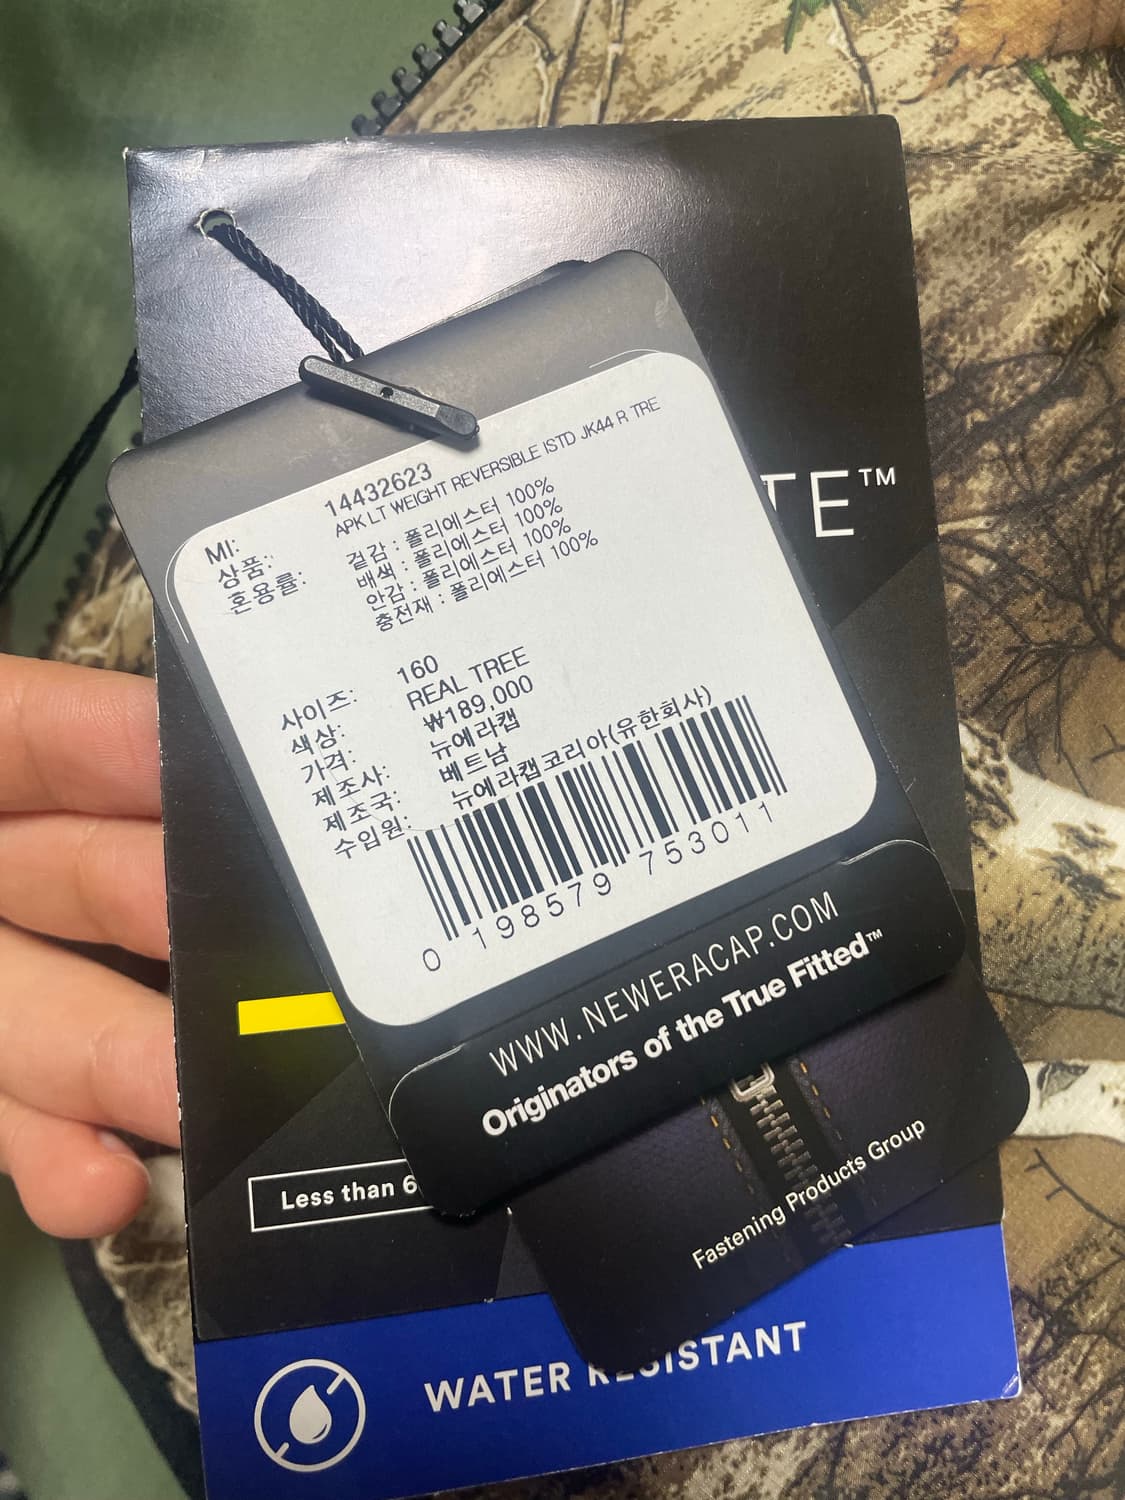 TE™
MI: 14432623
상품: APK LT WEIGHT REVERSIBLE ISTD JK44 R TRE
혼용률: 겉감 : 폴리에스터 100%
배색 : 폴리에스터 100%
안감 : 폴리에스터 100%
충전재 : 폴리에스터 100%
사이즈: 160
색상: REAL TREE
가격: ₩189,000
제조사: 뉴에라캡
제조국: 베트남
수입원: 뉴에라캡코리아(유한회사)
0 198579 753011
WWW.NEWERACAP.COM
Originators of the True Fitted™
Less than 6
Fastening Products Group
WATER RESISTANT